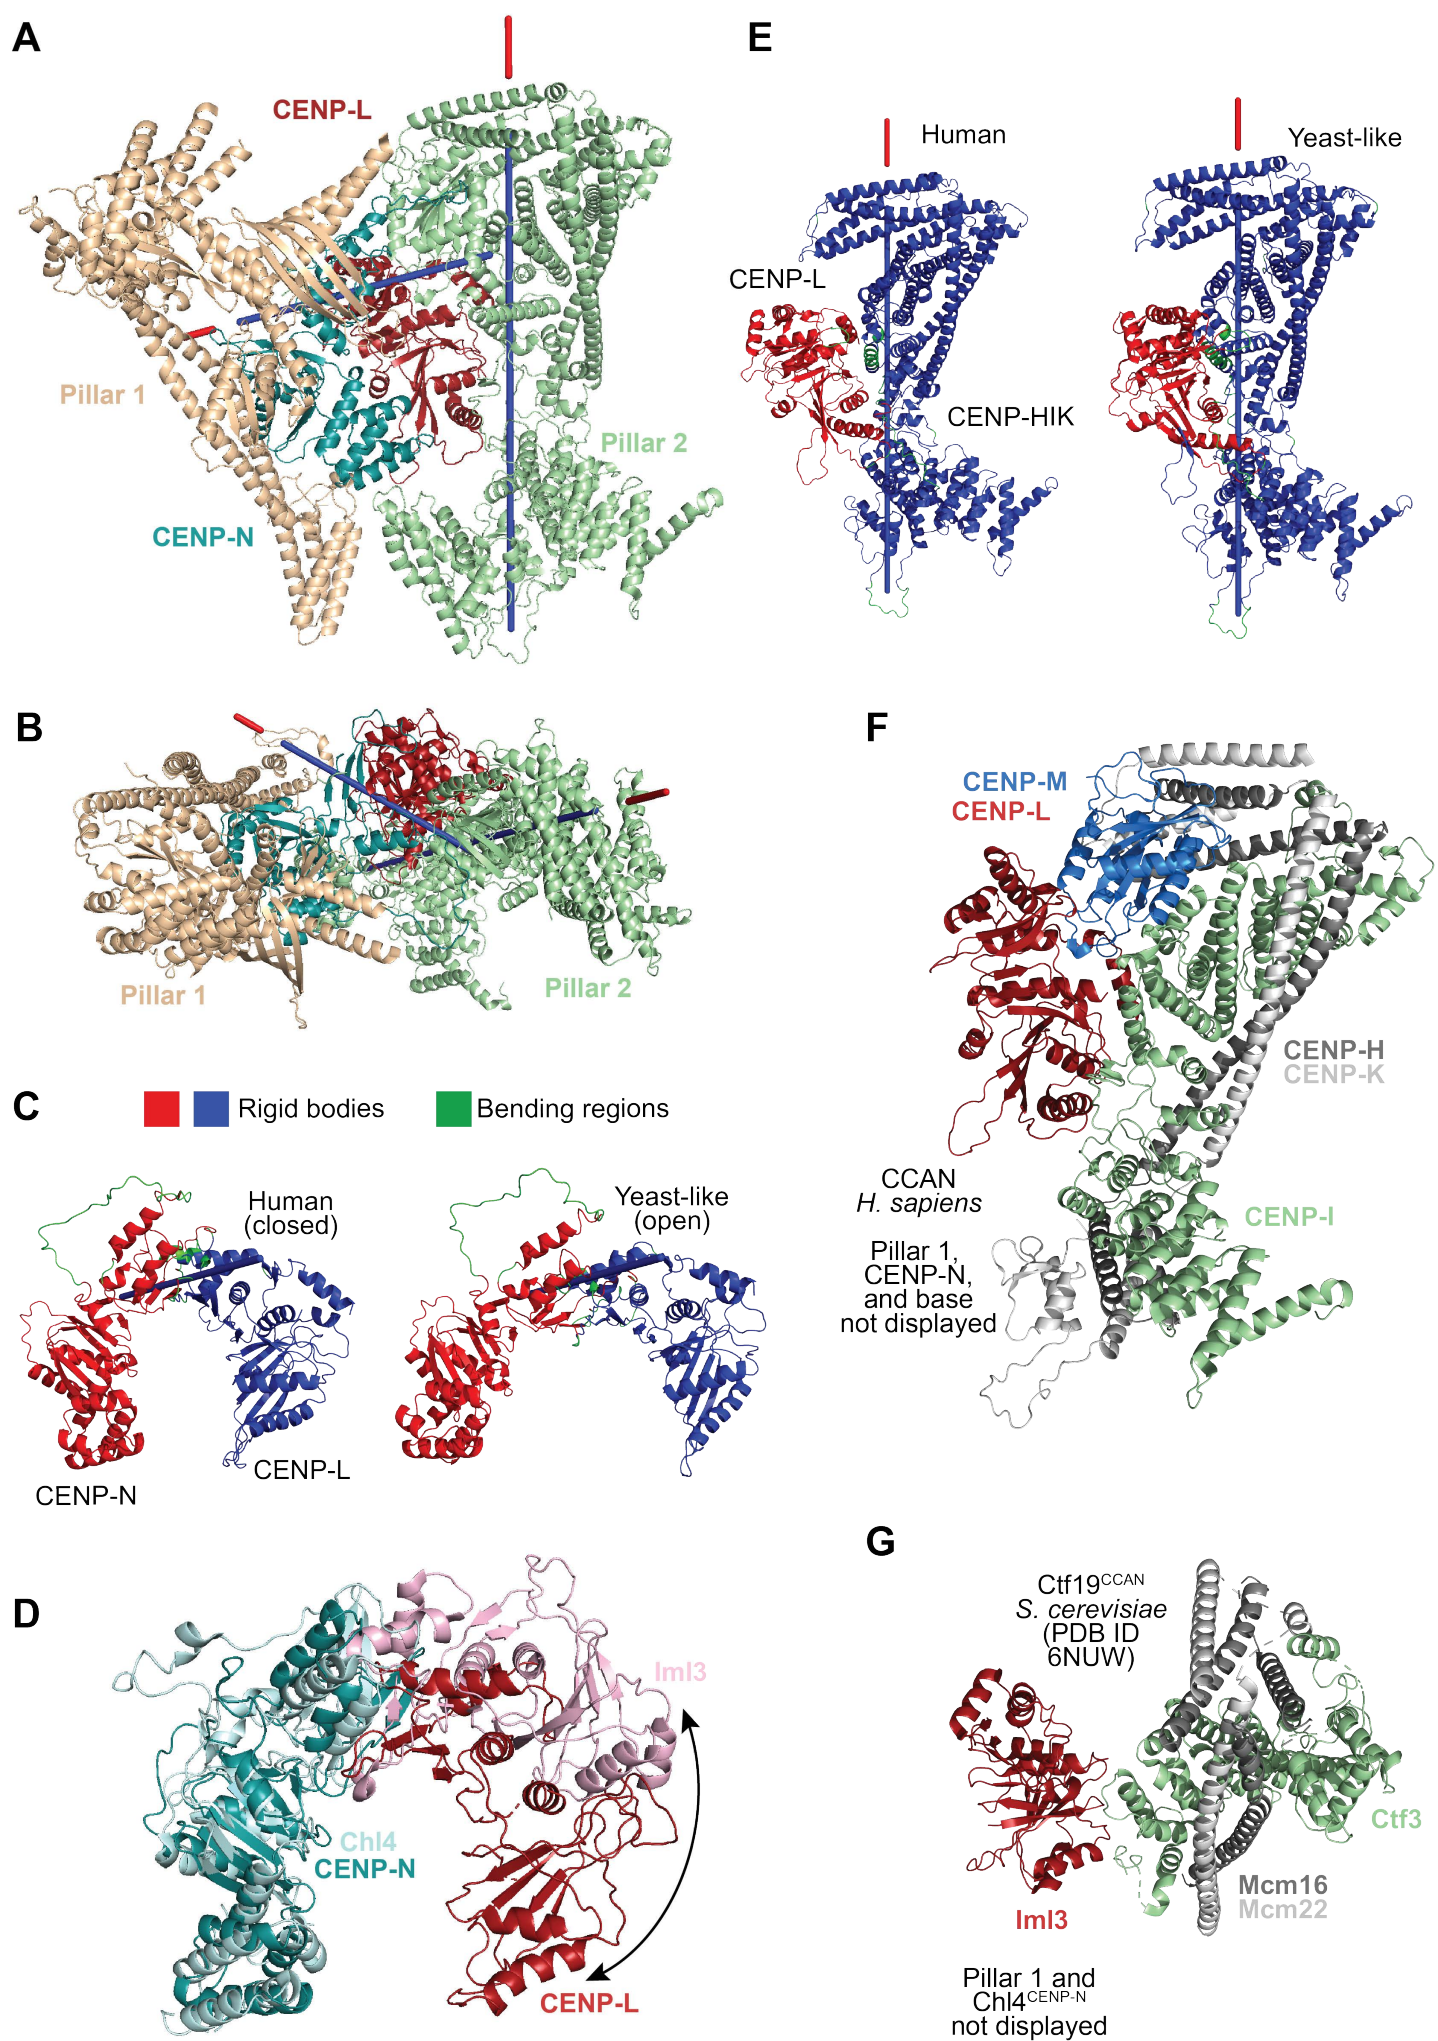 A
CENP-L
Pillar 1
CENP-N
Pillar 2
B
Pillar 1
Pillar 2
C
Rigid bodies
Bending regions
Human
(closed)
Yeast-like
(open)
CENP-N
CENP-L
D
Iml3
Chl4
CENP-N
CENP-L
E
Human
Yeast-like
CENP-L
CENP-HIK
F
CENP-M
CENP-L
CENP-H
CENP-K
CCAN
H. sapiens
CENP-I
Pillar 1,
CENP-N,
and base
not displayed
G
Ctf19CCAN
S. cerevisiae
(PDB ID
6NUW)
Ctf3
Mcm16
Mcm22
Iml3
Pillar 1 and
Chl4CENP-N
not displayed